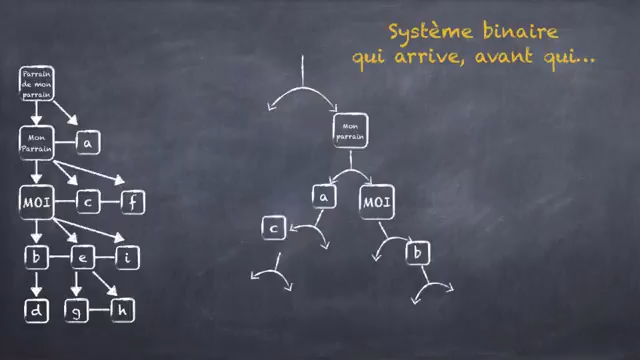 Système binaire
qui arrive, avant qui...
Parrain
de mon
parrain
Mon
Parrain
a
MOI
c
f
b
e
i
d
g
h
Mon
parrain
a
MOI
c
b